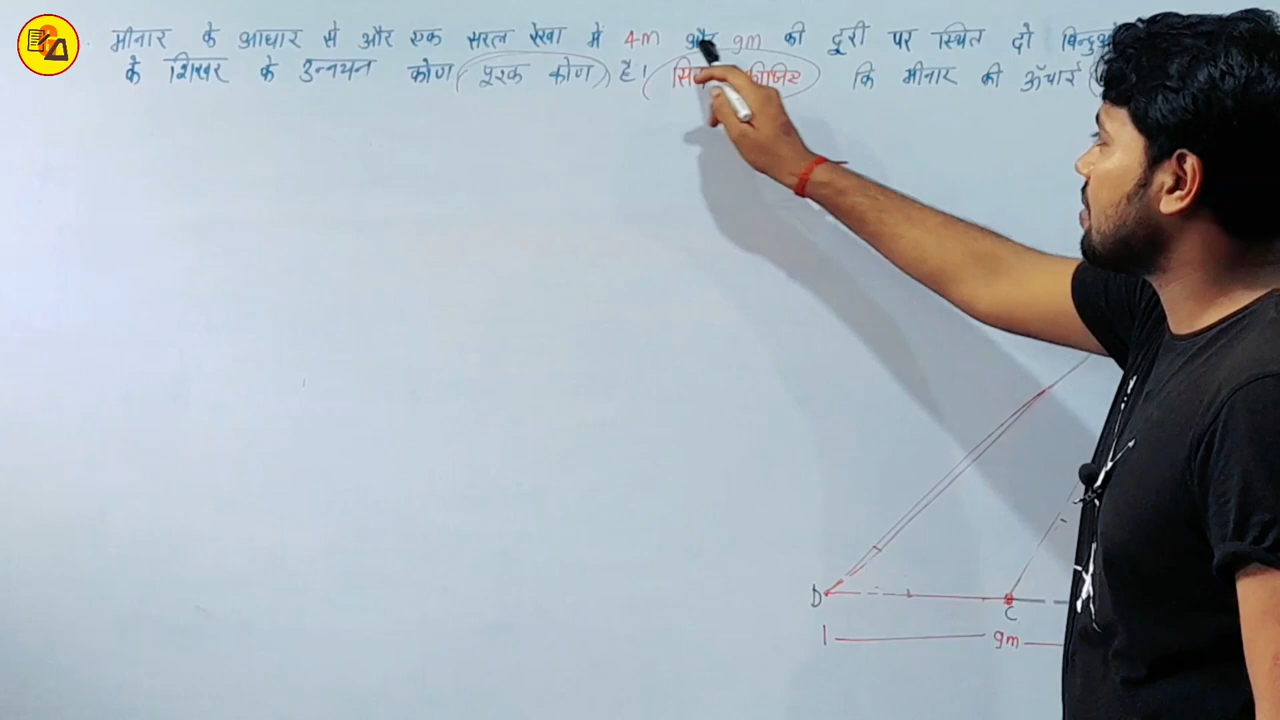 मीनार के आधार से और एक सरल रेखा में 4m और 9m की दूरी पर स्थित दो
के शिखर के उन्नयन कोण (पूरक कोण) है। कीजिए कि मीनार की ऊँचाई
D
C
9m